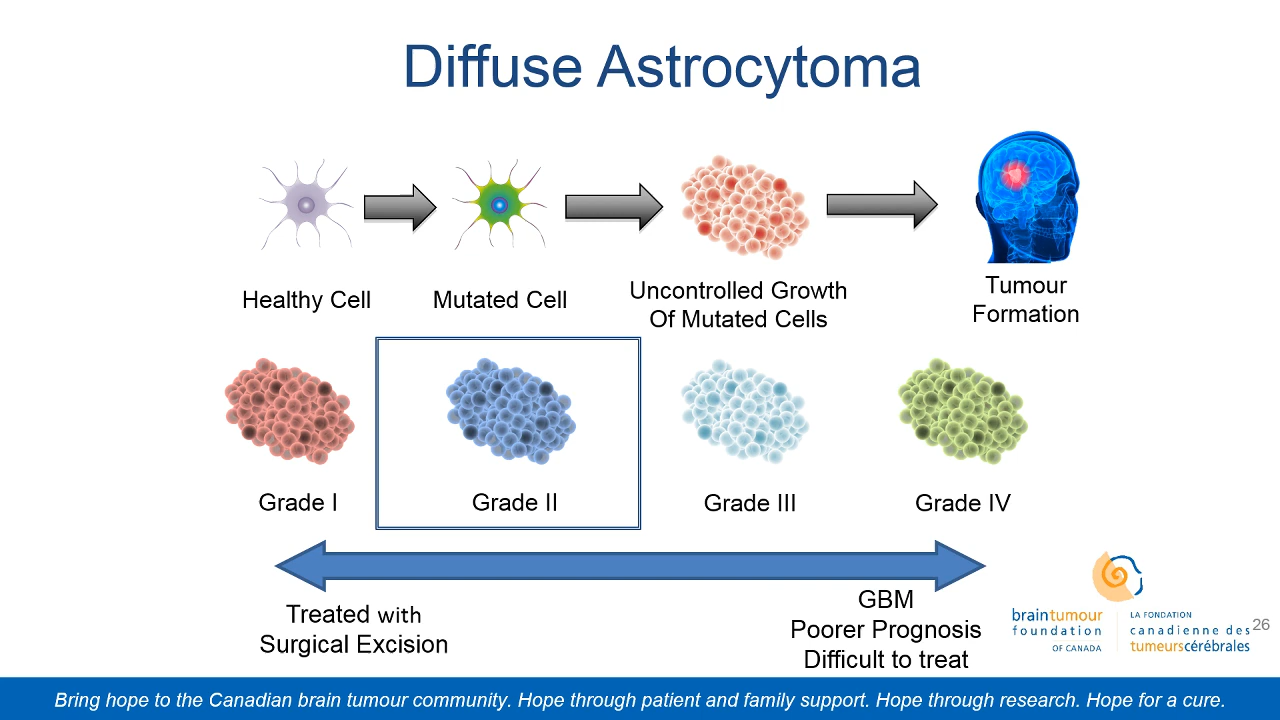 Diffuse Astrocytoma
Healthy Cell
Mutated Cell
Uncontrolled Growth
Of Mutated Cells
Tumour
Formation
Grade I
Grade II
Grade III
Grade IV
Treated with
Surgical Excision
GBM
Poorer Prognosis
Difficult to treat
braintumour
foundation
OF CANADA
LA FONDATION
canadienne des
tumeurscérébrales
26
Bring hope to the Canadian brain tumour community. Hope through patient and family support. Hope through research. Hope for a cure.